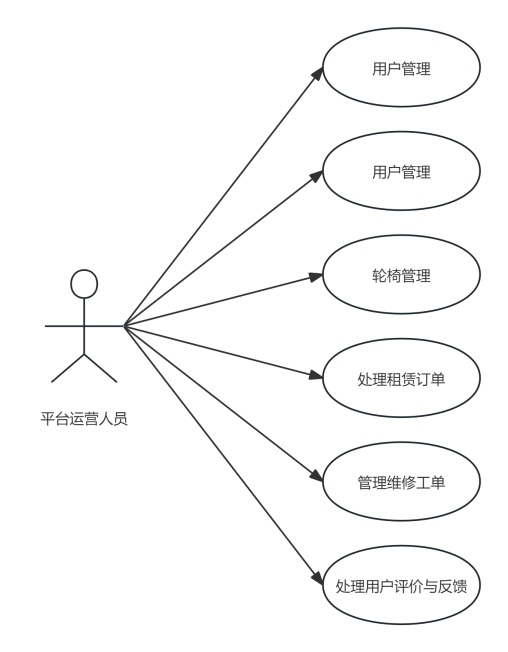 用户管理
用户管理
轮椅管理
处理租赁订单
平台运营人员
管理维修工单
处理用户评价与反馈